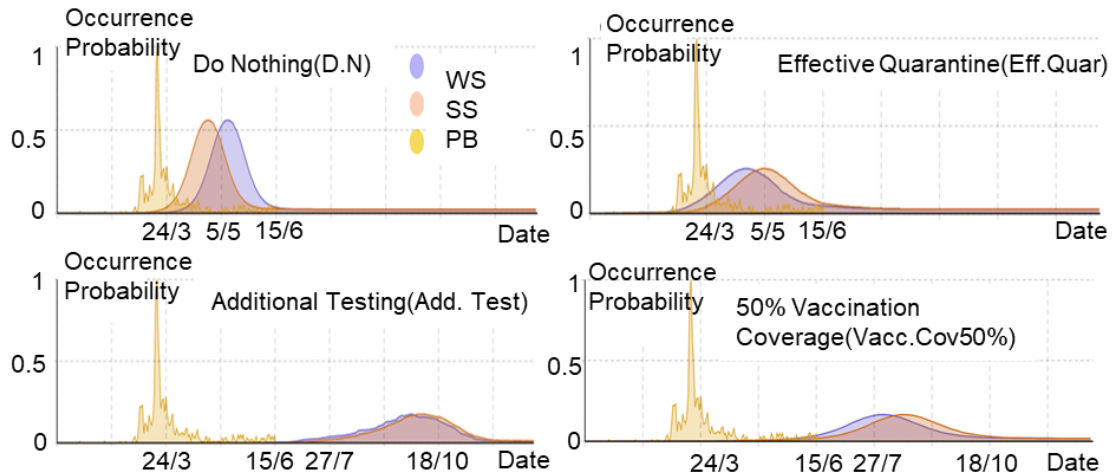 Occurrence
Probability
1
Do Nothing(D.N)
WS
SS
PB
0.5
0
24/3 5/5 15/6 Date
Occurrence
Probability
1
Effective Quarantine(Eff.Quar)
0.5
0
24/3 5/5 15/6 Date
Occurrence
Probability
1
Additional Testing(Add. Test)
0.5
0
24/3 15/6 27/7 18/10 Date
Occurrence
Probability
1
50% Vaccination
Coverage(Vacc.Cov50%)
0.5
0
24/3 15/6 27/7 18/10 Date